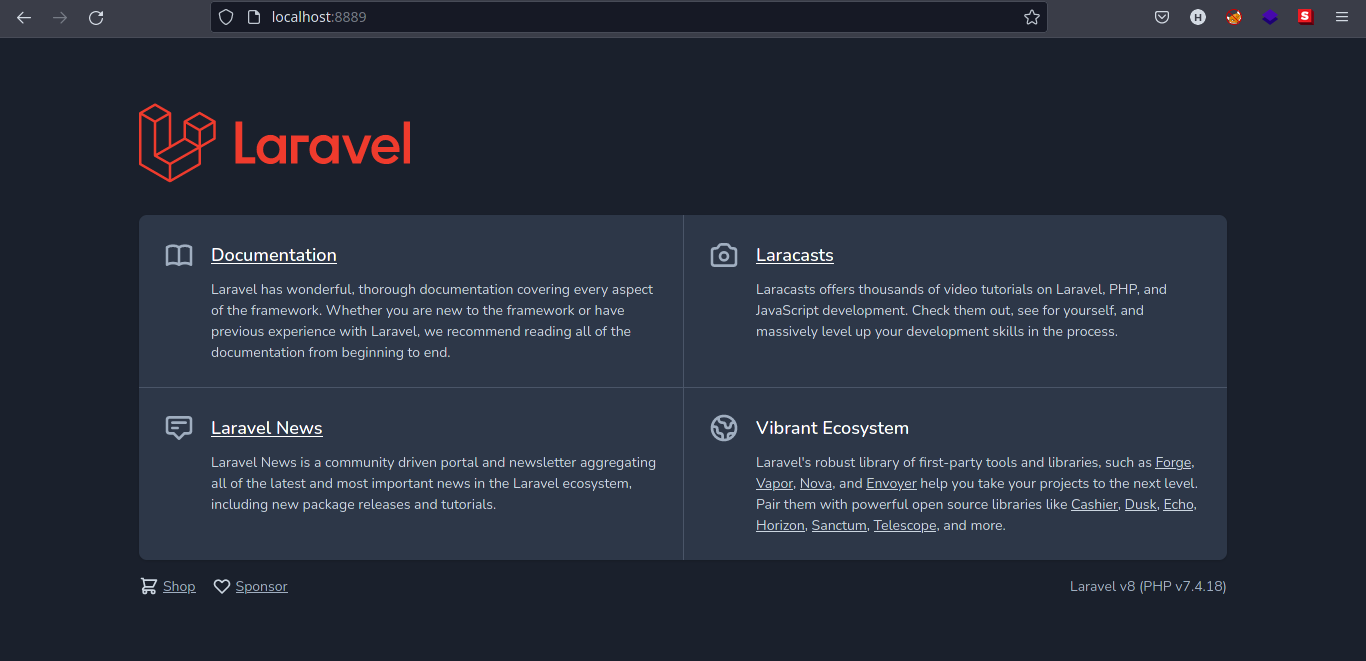 localhost:8889
H
S
Laravel
Documentation
Laravel has wonderful, thorough documentation covering every aspect
of the framework. Whether you are new to the framework or have
previous experience with Laravel, we recommend reading all of the
documentation from beginning to end.
Laracasts
Laracasts offers thousands of video tutorials on Laravel, PHP, and
JavaScript development. Check them out, see for yourself, and
massively level up your development skills in the process.
Laravel News
Laravel News is a community driven portal and newsletter aggregating
all of the latest and most important news in the Laravel ecosystem,
including new package releases and tutorials.
Vibrant Ecosystem
Laravel's robust library of first-party tools and libraries, such as Forge,
Vapor, Nova, and Envoyer help you take your projects to the next level.
Pair them with powerful open source libraries like Cashier, Dusk, Echo,
Horizon, Sanctum, Telescope, and more.
Shop
Sponsor
Laravel v8 (PHP v7.4.18)